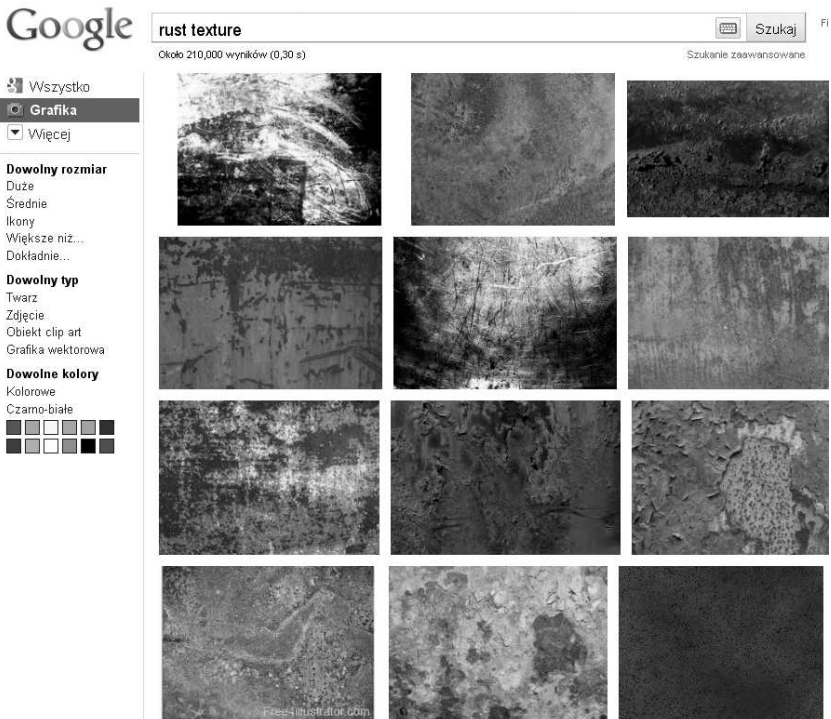 Google
rust texture
Szukaj
Fi
Około 210,000 wyników (0,30 s)
Szukanie zaawansowane
Wszystko
Grafika
Więcej
Dowolny rozmiar
Duże
Średnie
Ikony
Większe niż...
Dokładnie...
Dowolny typ
Twarz
Zdjęcie
Obiekt clip art
Grafika wektorowa
Dowolne kolory
Kolorowe
Czarno-białe
Free4illustrator.com